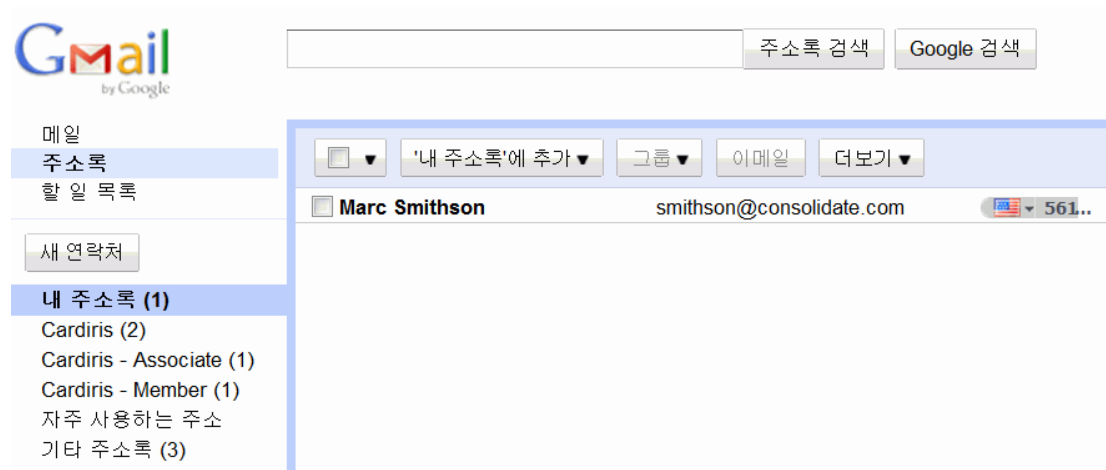 Gmail
by Google
주소록 검색
Google 검색
메일
주소록
할 일 목록
새 연락처
내 주소록 (1)
Cardiris (2)
Cardiris - Associate (1)
Cardiris - Member (1)
자주 사용하는 주소
기타 주소록 (3)
'내 주소록'에 추가 그룹 이메일 더보기
Marc Smithson smithson@consolidate.com 561...